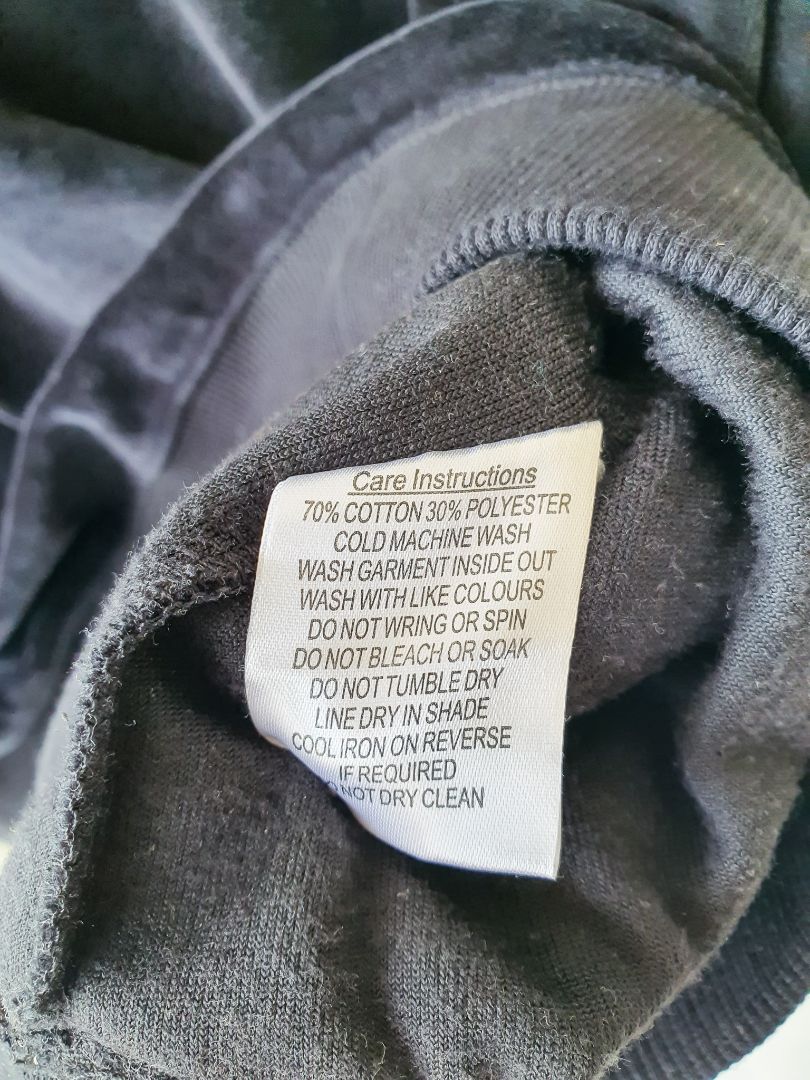 Care Instructions
70% COTTON 30% POLYESTER
COLD MACHINE WASH
WASH GARMENT INSIDE OUT
WASH WITH LIKE COLOURS
DO NOT WRING OR SPIN
DO NOT BLEACH OR SOAK
DO NOT TUMBLE DRY
LINE DRY IN SHADE
COOL IRON ON REVERSE
IF REQUIRED
DO NOT DRY CLEAN